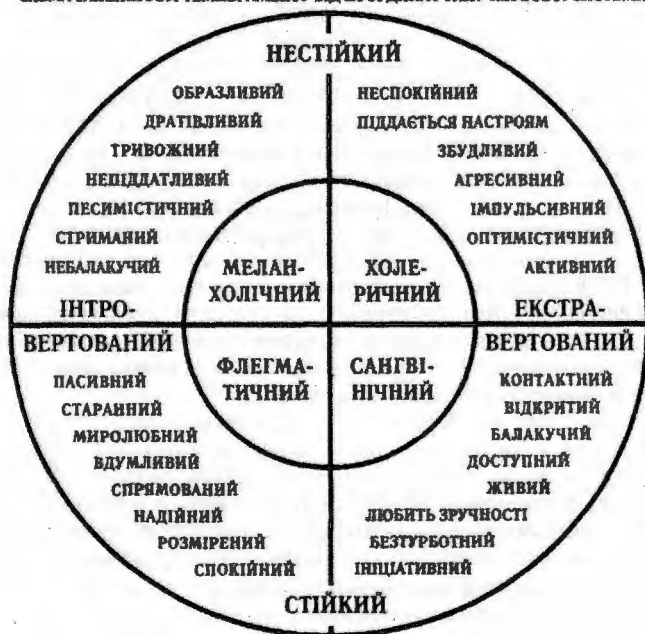 НЕСТІЙКИЙ
ОБРАЗЛИВИЙ
ДРАТІВЛИВИЙ
ТРИВОЖНИЙ
НЕПІДДАТЛИВИЙ
ПЕСИМІСТИЧНИЙ
СТРИМАНИЙ
НЕБАЛАКУЧИЙ
НЕСПОКІЙНИЙ
ПІДДАЄТЬСЯ НАСТРОЯМ
ЗБУДЛИВИЙ
АГРЕСИВНИЙ
ІМПУЛЬСИВНИЙ
ОПТИМІСТИЧНИЙ
АКТИВНИЙ
МЕЛАН-
ХОЛІЧНИЙ
ХОЛЕ-
РИЧНИЙ
ІНТРО-
ВЕРТОВАНИЙ
ЕКСТРА-
ВЕРТОВАНИЙ
ФЛЕГМА-
ТИЧНИЙ
САНГВІ-
НІЧНИЙ
ПАСИВНИЙ
СТАРАННИЙ
МИРОЛЮБНИЙ
ВДУМЛИВИЙ
СПРЯМОВАНИЙ
НАДІЙНИЙ
РОЗМІРЕНИЙ
СПОКІЙНИЙ
КОНТАКТНИЙ
ВІДКРИТИЙ
БАЛАКУЧИЙ
ДОСТУПНИЙ
ЖИВИЙ
ЛЮБИТЬ ЗРУЧНОСТІ
БЕЗТУРБОТНИЙ
ІНІЦІАТИВНИЙ
СТІЙКИЙ